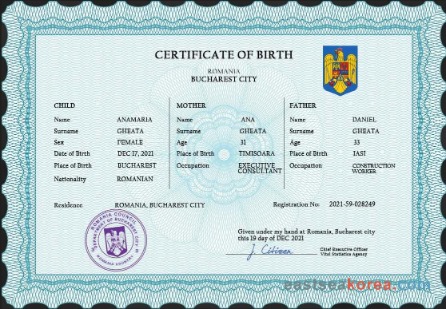 CERTIFICATE OF BIRTH
ROMANIA
BUCHAREST CITY
CHILD
Name ANAMARIA
Surname GHEATA
Sex FEMALE
Date of Birth DEC 17, 2021
Place of Birth BUCHAREST
Nationality ROMANIAN
MOTHER
Name ANA
Surname GHEATA
Age 31
Place of Birth TIMISOARA
Occupation EXECUTIVE
CONSULTANT
FATHER
Name DANIEL
Surname GHEATA
Age 33
Place of Birth IASI
Occupation CONSTRUCTION
WORKER
Residence ROMANIA, BUCHAREST CITY
Registration No: 2021-59-028249
Given under my hand at Romania, Bucharest city
this 19 day of DEC 2021
J. Citizen
Chief Executive Officer
Vital Statistics Agency
ROMANIA COUNCIL
eastseakorea.com